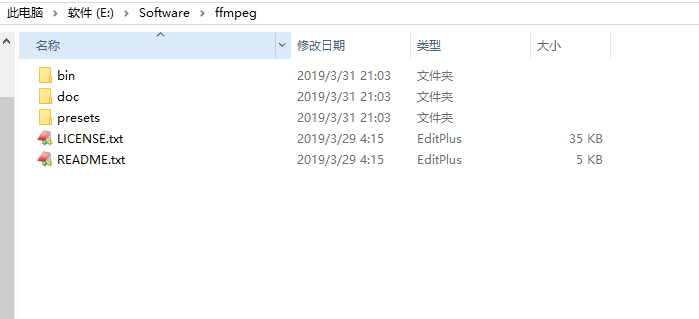 此电脑 > 软件 (E:) > Software > ffmpeg
名称 修改日期 类型 大小
bin 2019/3/31 21:03 文件夹
doc 2019/3/31 21:03 文件夹
presets 2019/3/31 21:03 文件夹
LICENSE.txt 2019/3/29 4:15 EditPlus 35 KB
README.txt 2019/3/29 4:15 EditPlus 5 KB